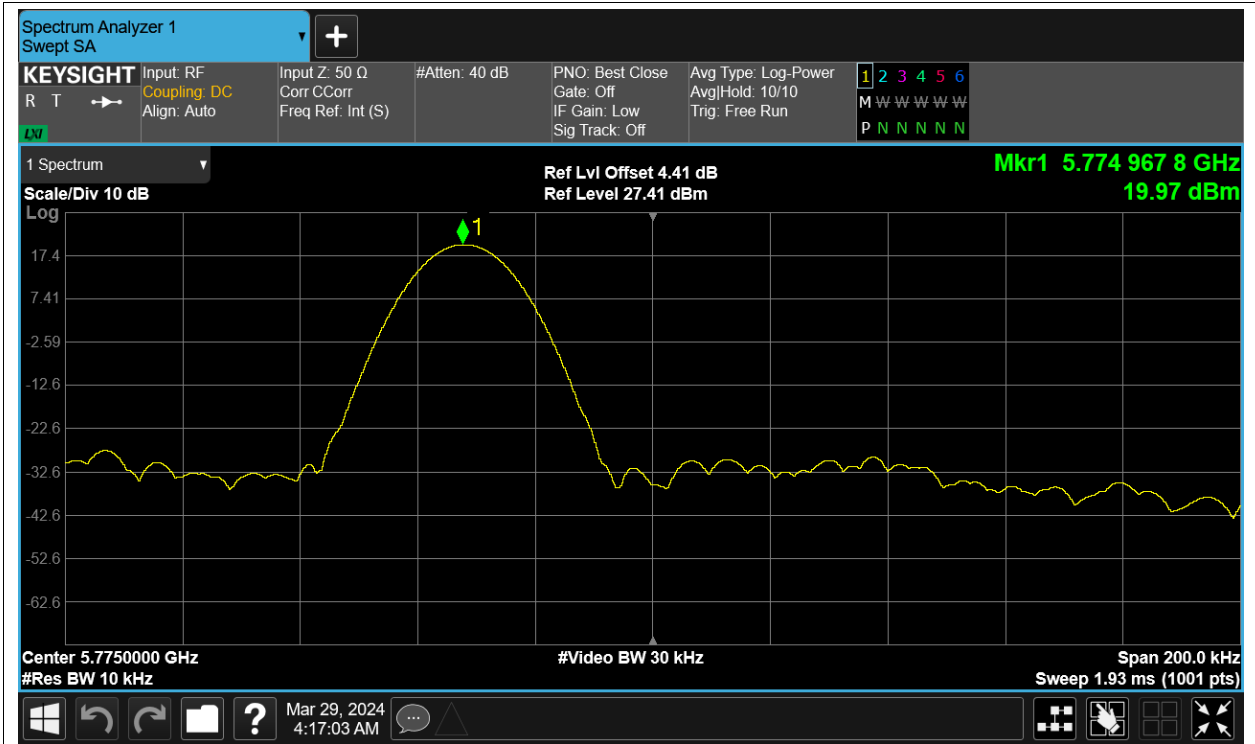 Spectrum Analyzer 1
Swept SA
KEYSIGHT
R T
LXI
Input: RF
Coupling: DC
Align: Auto
Input Z: 50 Ω
Corr CCorr
Freq Ref: Int (S)
#Atten: 40 dB
PNO: Best Close
Gate: Off
IF Gain: Low
Sig Track: Off
Avg Type: Log-Power
Avg|Hold: 10/10
Trig: Free Run
1 2 3 4 5 6
M W W W W W W
P N N N N N N
1 Spectrum
Scale/Div 10 dB
Log
Ref Lvl Offset 4.41 dB
Ref Level 27.41 dBm
Mkr1 5.774 967 8 GHz
19.97 dBm
1
17.4
7.41
-2.59
-12.6
-22.6
-32.6
-42.6
-52.6
-62.6
Center 5.7750000 GHz
#Res BW 10 kHz
#Video BW 30 kHz
Span 200.0 kHz
Sweep 1.93 ms (1001 pts)
?
Mar 29, 2024
4:17:03 AM